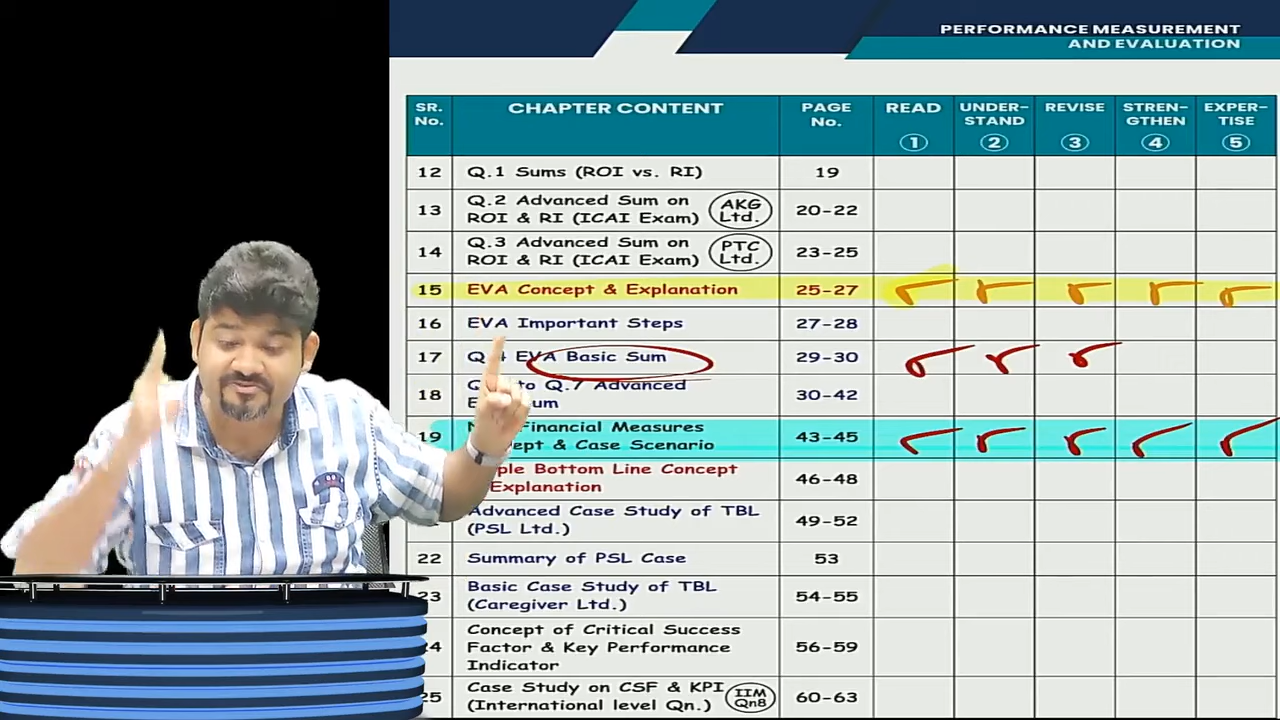 PERFORMANCE MEASUREMENT
AND EVALUATION
SR. No. CHAPTER CONTENT PAGE No. READ UNDER-STAND REVISE STREN-GTHEN EXPER-TISE
1 2 3 4 5
12 Q.1 Sums (ROI vs. RI) 19
13 Q.2 Advanced Sum on
ROI & RI (ICAI Exam) AKG Ltd. 20-22
14 Q.3 Advanced Sum on
ROI & RI (ICAI Exam) PTC Ltd. 23-25
15 EVA Concept & Explanation 25-27
16 EVA Important Steps 27-28
17 EVA Basic Sum 29-30
18 to Q.7 Advanced
30-42
19 Financial Measures
& Case Scenario 43-45
Bottom Line Concept
Explanation 46-48
Advanced Case Study of TBL
(PSL Ltd.) 49-52
22 Summary of PSL Case 53
23 Basic Case Study of TBL
(Caregiver Ltd.) 54-55
Concept of Critical Success
Factor & Key Performance
Indicator 56-59
25 Case Study on CSF & KPI
(International level Qn.) IIM Qn8 60-63